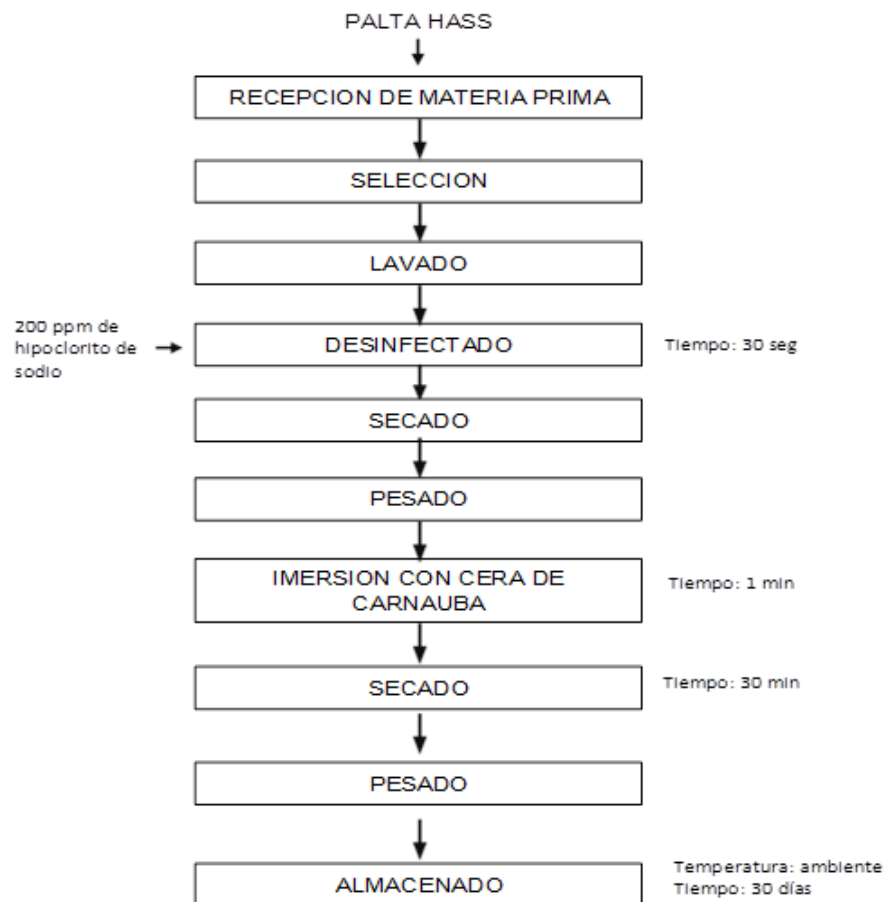 PALTA HASS
RECEPCION DE MATERIA PRIMA
SELECCION
LAVADO
200 ppm de
hipoclorito de
sodio
DESINFECTADO
Tiempo: 30 seg
SECADO
PESADO
IMERSION CON CERA DE
CARNAUBA
Tiempo: 1 min
SECADO
Tiempo: 30 min
PESADO
ALMACENADO
Temperatura: ambiente
Tiempo: 30 días